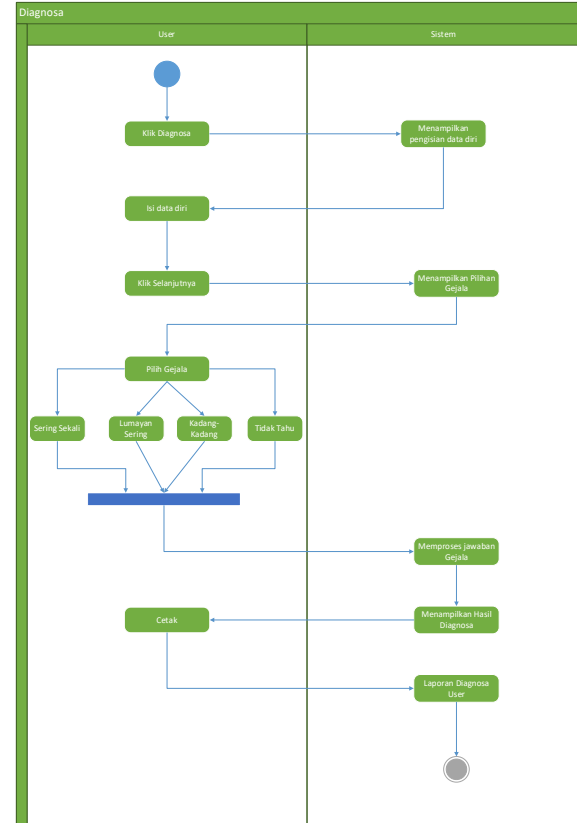 Diagnosa
User
Sistem
Klik Diagnosa
Menampilkan
pengisian data diri
Isi data diri
Klik Selanjutnya
Menampilkan Pilihan
Gejala
Pilih Gejala
Sering Sekali
Lumayan
Sering
Kadang-
Kadang
Tidak Tahu
Memproses jawaban
Gejala
Cetak
Menampilkan Hasil
Diagnosa
Laporan Diagnosa
User